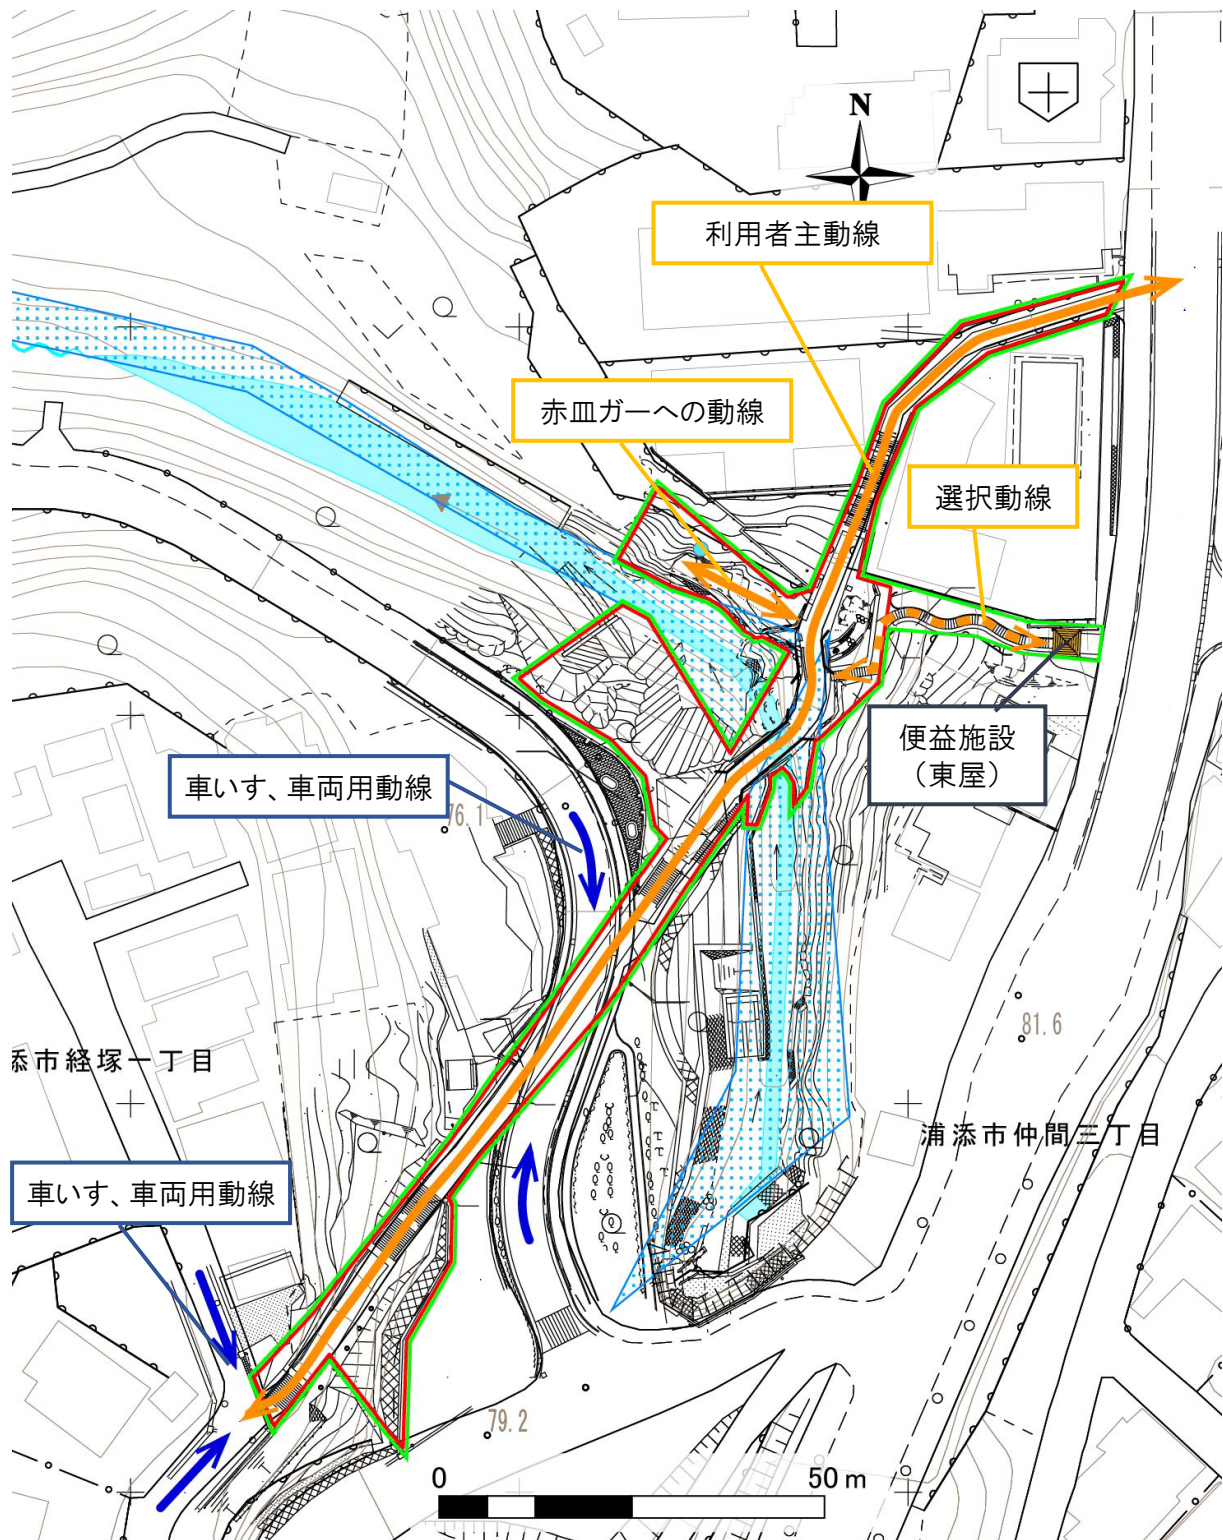 N
利用者主動線
赤皿ガーへの動線
選択動線
便益施設
（東屋）
車いす、車両用動線
76.1
81.6
添市経塚一丁目
浦添市仲間三丁目
車いす、車両用動線
79.2
0
50 m